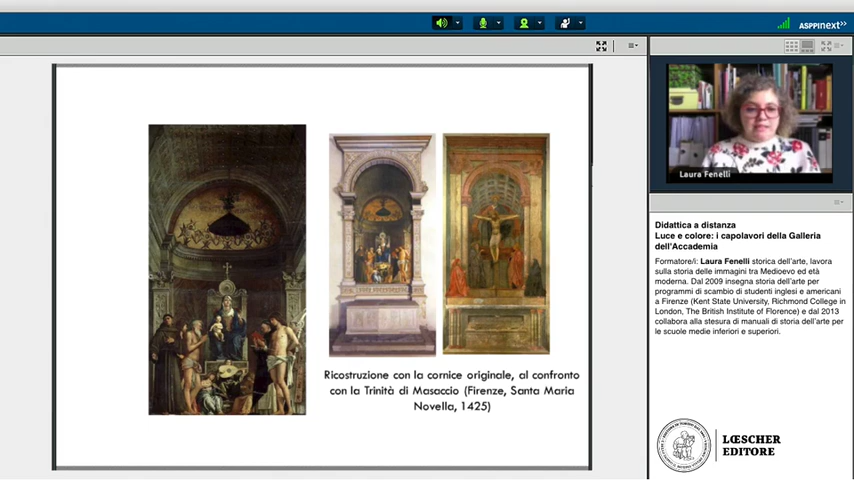 ASPPInext>>
Laura Fenelli
Ricostruzione con la cornice originale, al confronto
con la Trinità di Masaccio (Firenze, Santa Maria
Novella, 1425)
Didattica a distanza
Luce e colore: i capolavori della Galleria
dell'Accademia
Formatore/i: Laura Fenelli storica dell'arte, lavora
sulla storia delle immagini tra Medioevo ed età
moderna. Dal 2009 insegna storia dell'arte per
programmi di scambio di studenti inglesi e americani
a Firenze (Kent State University, Richmond College in
London, The British Institute of Florence) e dal 2013
collabora alla stesura di manuali di storia dell'arte per
le scuole medie inferiori e superiori.
LŒSCHER
EDITORE